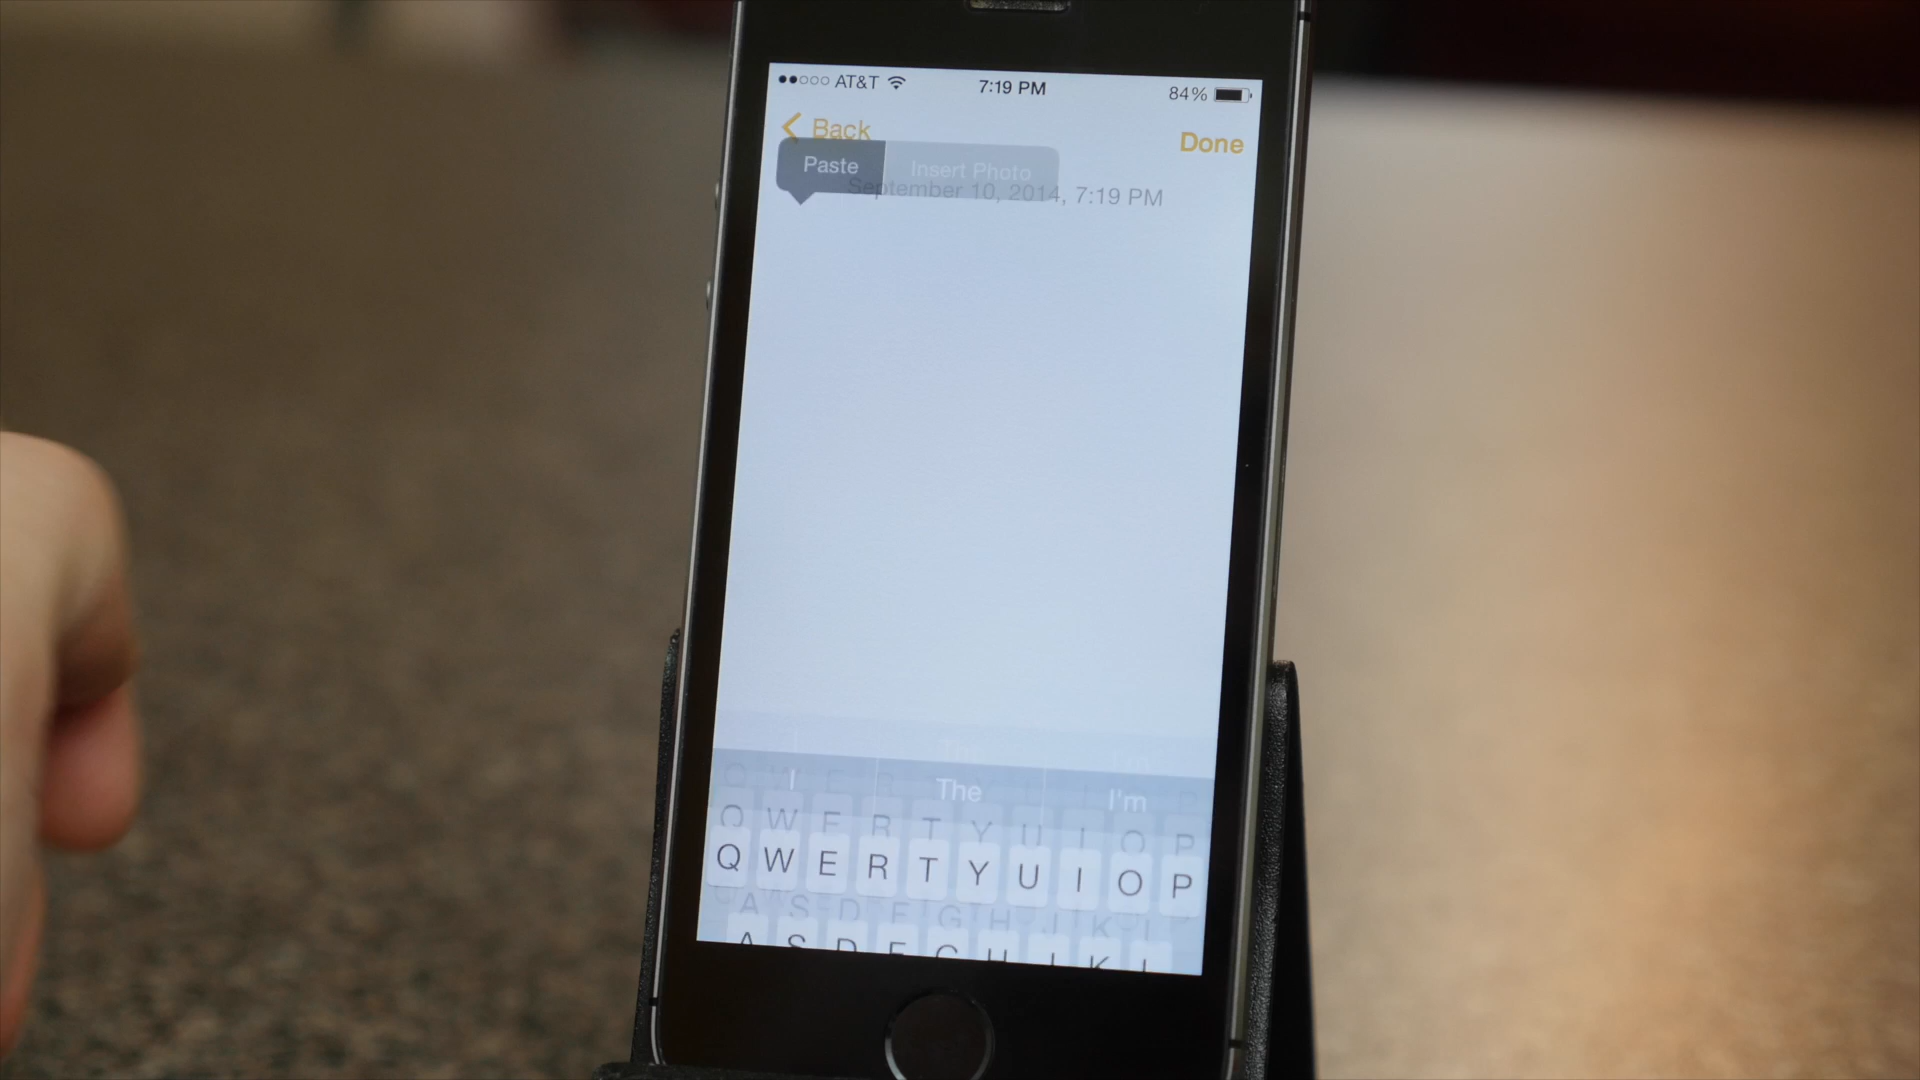 AT&T 7:19 PM 84%
Back Done
Paste Insert Photo
September 10, 2014, 7:19 PM
I The I'm
Q W E R T Y U I O P
Q W E R T Y U I O P
A S D F G H J K L
A S D F G H J K L